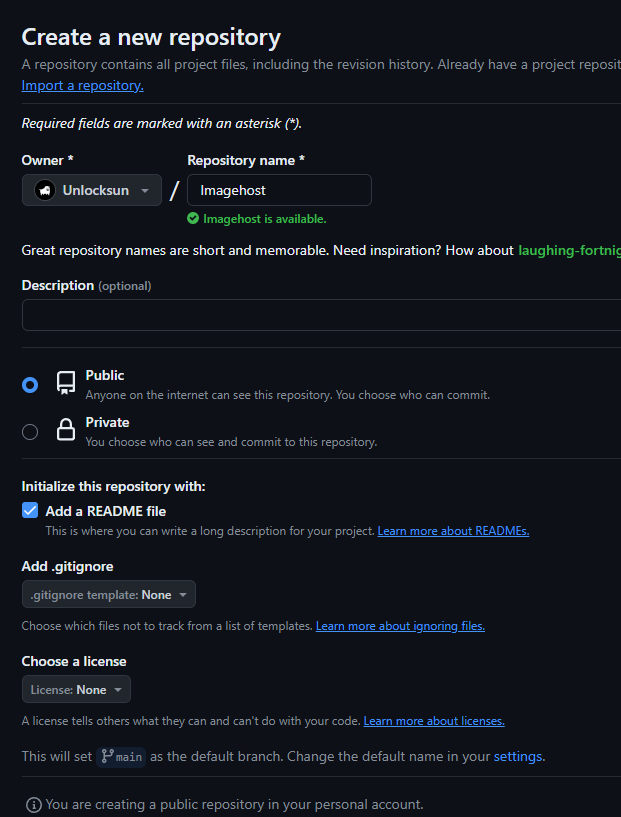 Create a new repository
A repository contains all project files, including the revision history. Already have a project
Import a repository.
Required fields are marked with an asterisk (*).
Owner *
Repository name *
Unlocksun
/
Imagehost
Imagehost is available.
Great repository names are short and memorable. Need inspiration? How about
Description (optional)
Public
Anyone on the internet can see this repository. You choose who can commit.
Private
You choose who can see and commit to this repository.
Initialize this repository with:
Add a README file
This is where you can write a long description for your project. Learn more about READMEs.
Add .gitignore
.gitignore template: None
Choose which files not to track from a list of templates. Learn more about ignoring files.
Choose a license
License: None
A license tells others what they can and can't do with your code. Learn more about licenses.
This will set main as the default branch. Change the default name in your settings.
You are creating a public repository in your personal account.